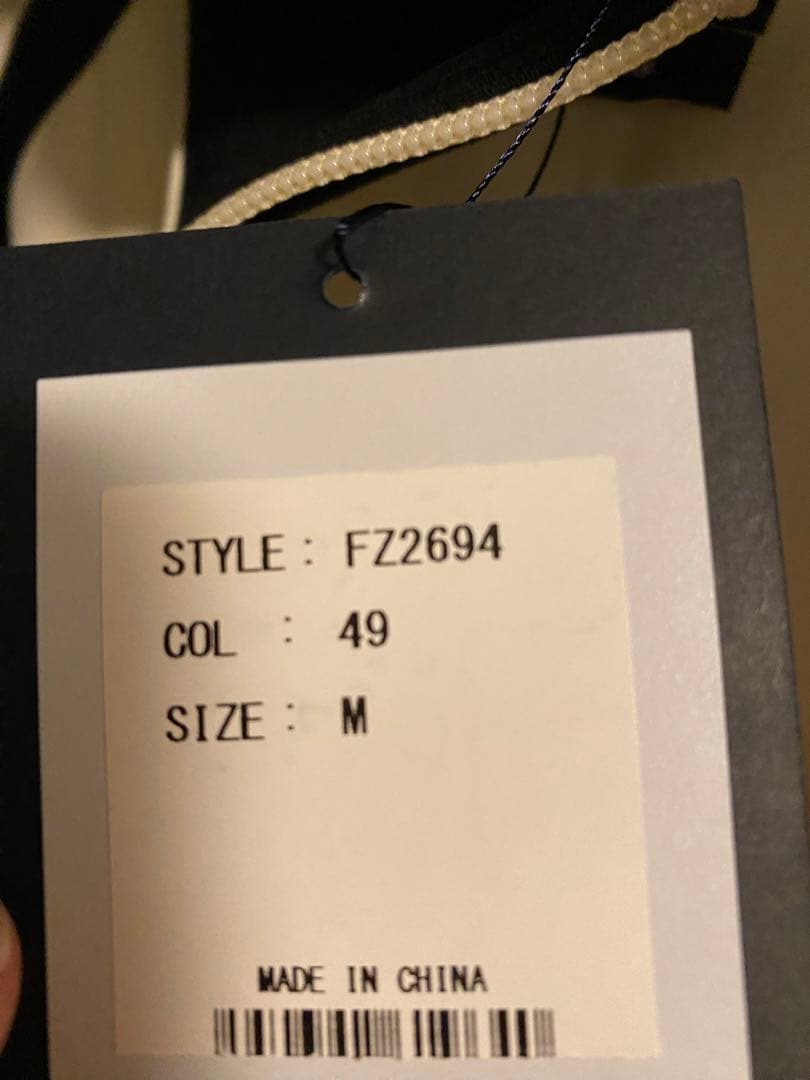 STYLE : FZ2694
COL : 49
SIZE : M
MADE IN CHINA